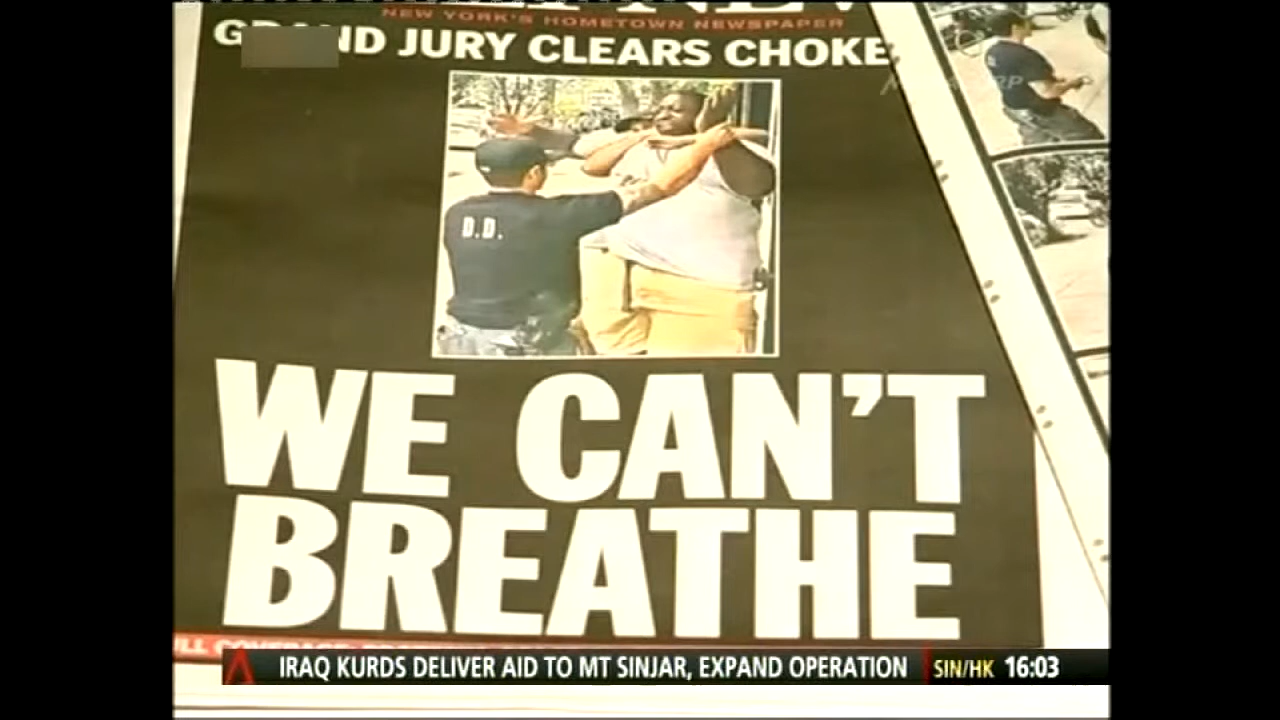 NEW YORK'S HOMETOWN NEWSPAPER
JURY CLEARS CHOKE
D.D.
WE CAN'T
BREATHE
IRAQ KURDS DELIVER AID TO MT SINJAR, EXPAND OPERATION
SIN/HK 16:03